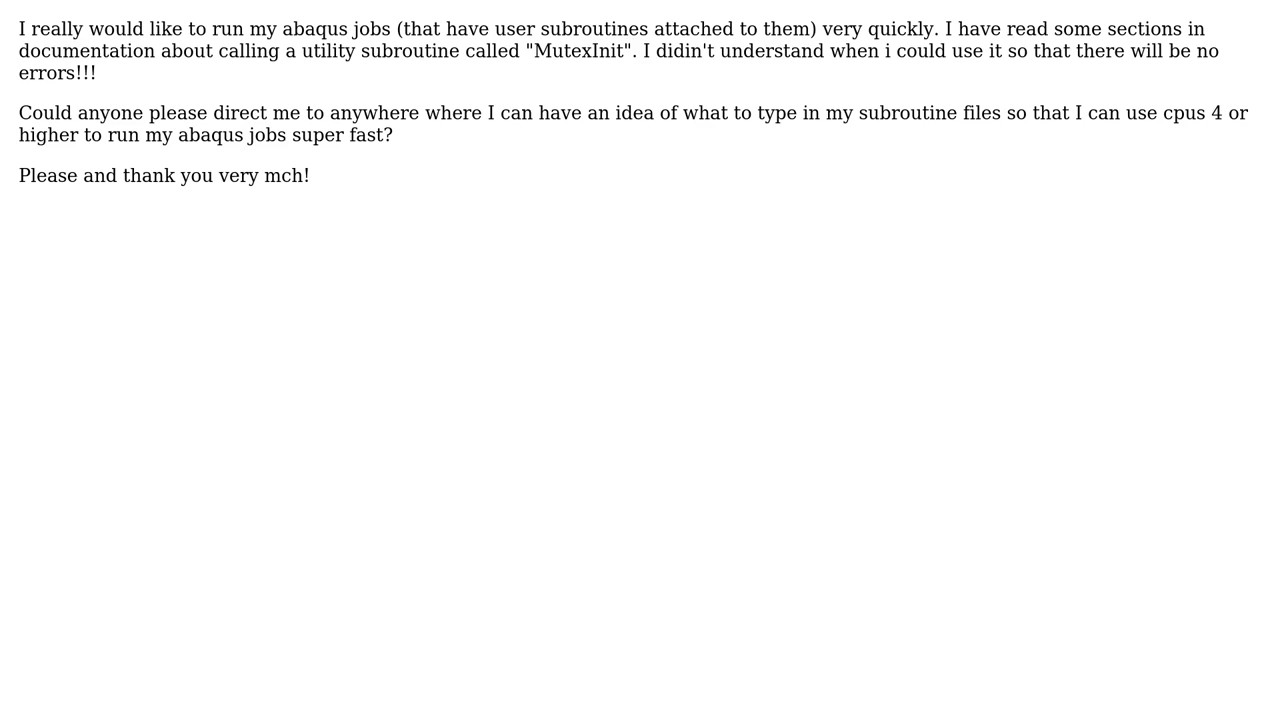 I really would like to run my abaqus jobs (that have user subroutines attached to them) very quickly. I have read some sections in
documentation about calling a utility subroutine called "MutexInit". I didin't understand when i could use it so that there will be no
errors!!!
Could anyone please direct me to anywhere where I can have an idea of what to type in my subroutine files so that I can use cpus 4 or
higher to run my abaqus jobs super fast?
Please and thank you very mch!